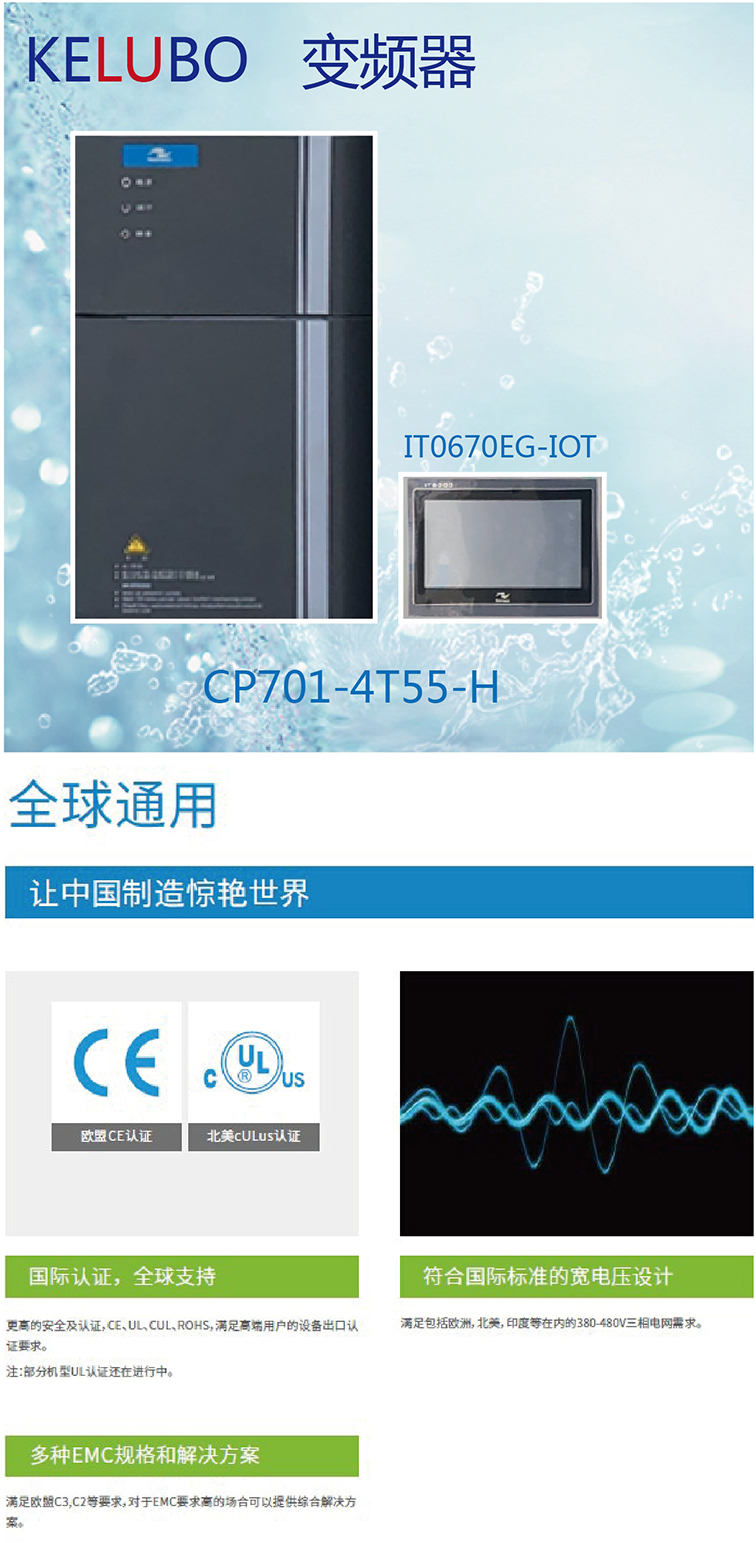 KELUBO 变频器
IT0670EG-IOT
CP701-4T55-H
全球通用
让中国制造惊艳世界
CE
c UL US
®
欧盟CE认证
北美cULus认证
国际认证，全球支持
更高的安全及认证，CE、UL、CUL、ROHS，满足高端用户的设备出口认
证要求。
注：部分机型UL认证还在进行中。
符合国际标准的宽电压设计
满足包括欧洲，北美，印度等在内的380-480V三相电网需求。
多种EMC规格和解决方案
满足欧盟C3,C2等要求，对于EMC要求高的场合可以提供综合解决方
案。